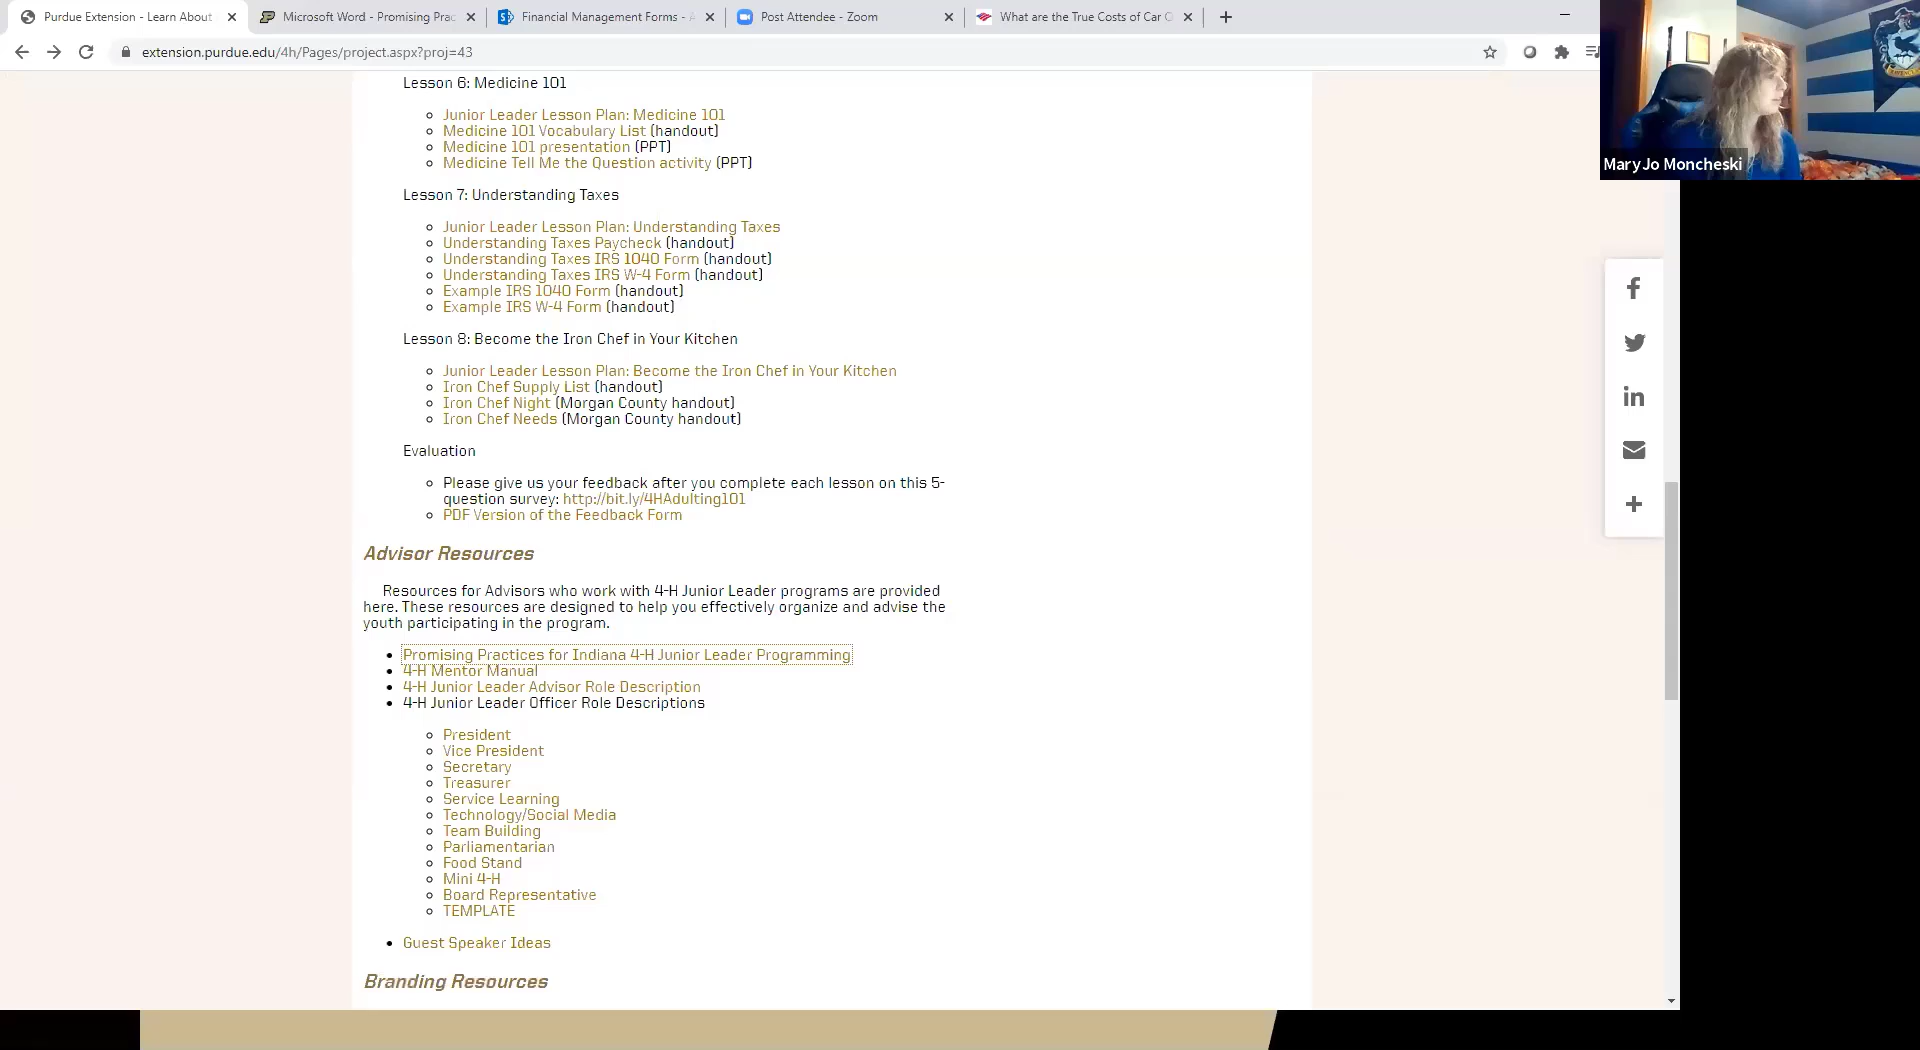 Purdue Extension - Learn About
Microsoft Word - Promising Prac
Financial Management Forms - A
Post Attendee - Zoom
What are the True Costs of Car O
extension.purdue.edu/4h/Pages/project.aspx?proj=43
Mary Jo Moncheski
Lesson 6: Medicine 101
Junior Leader Lesson Plan: Medicine 101
Medicine 101 Vocabulary List (handout)
Medicine 101 presentation (PPT)
Medicine Tell Me the Question activity (PPT)
Lesson 7: Understanding Taxes
Junior Leader Lesson Plan: Understanding Taxes
Understanding Taxes Paycheck (handout)
Understanding Taxes IRS 1040 Form (handout)
Understanding Taxes IRS W-4 Form (handout)
Example IRS 1040 Form (handout)
Example IRS W-4 Form (handout)
Lesson 8: Become the Iron Chef in Your Kitchen
Junior Leader Lesson Plan: Become the Iron Chef in Your Kitchen
Iron Chef Supply List (handout)
Iron Chef Night (Morgan County handout)
Iron Chef Needs (Morgan County handout)
Evaluation
Please give us your feedback after you complete each lesson on this 5-
question survey: http://bit.ly/4HAdulting101
PDF Version of the Feedback Form
Advisor Resources
Resources for Advisors who work with 4-H Junior Leader programs are provided
here. These resources are designed to help you effectively organize and advise the
youth participating in the program.
Promising Practices for Indiana 4-H Junior Leader Programming
4-H Mentor Manual
4-H Junior Leader Advisor Role Description
4-H Junior Leader Officer Role Descriptions
President
Vice President
Secretary
Treasurer
Service Learning
Technology/Social Media
Team Building
Parliamentarian
Food Stand
Mini 4-H
Board Representative
TEMPLATE
Guest Speaker Ideas
Branding Resources